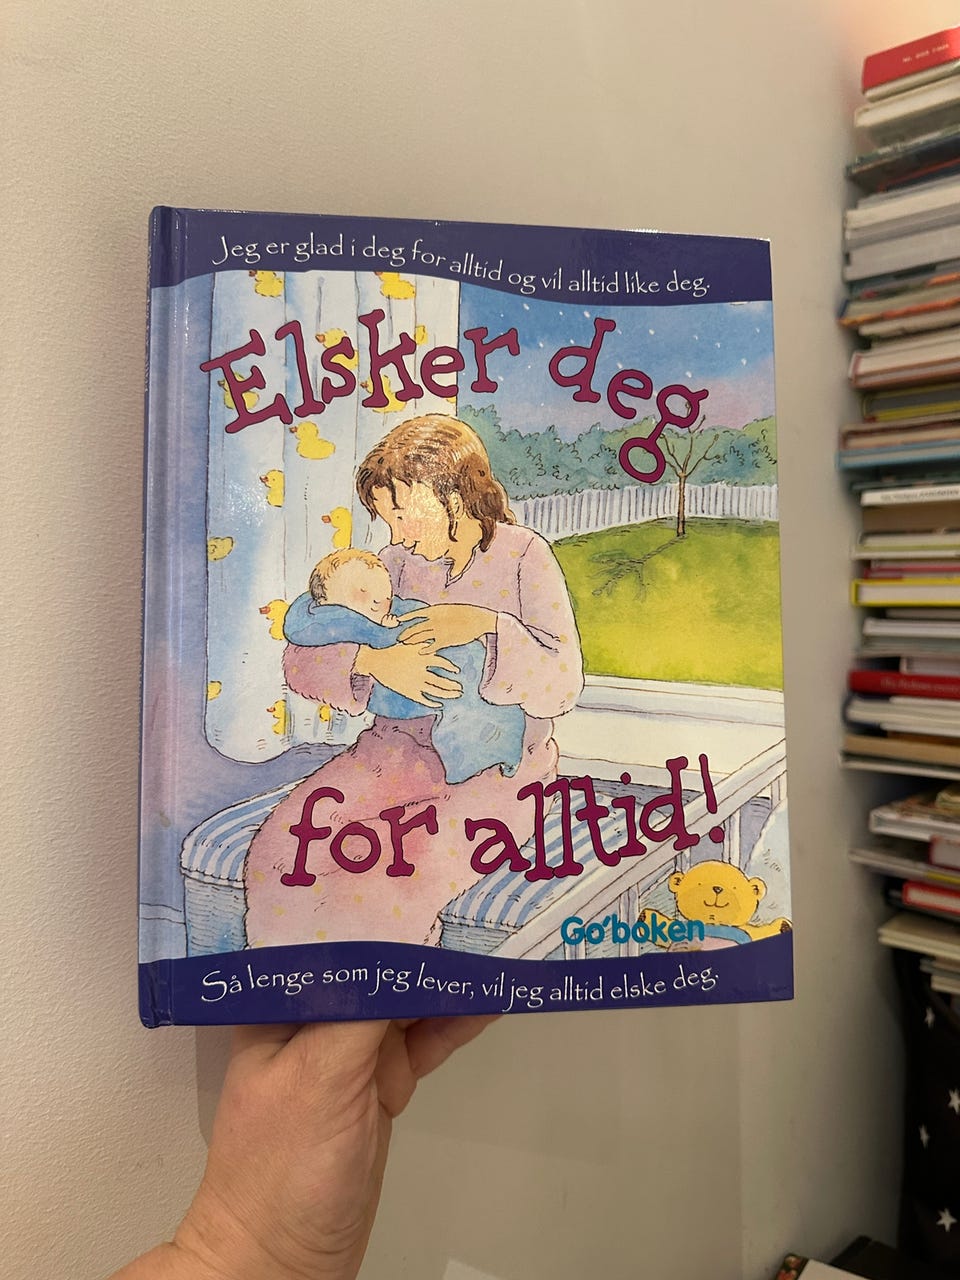 Jeg er glad i deg for alltid og vil alltid like deg.
Elsker deg
for alltid!
Go'boken
Så lenge som jeg lever, vil jeg alltid elske deg.